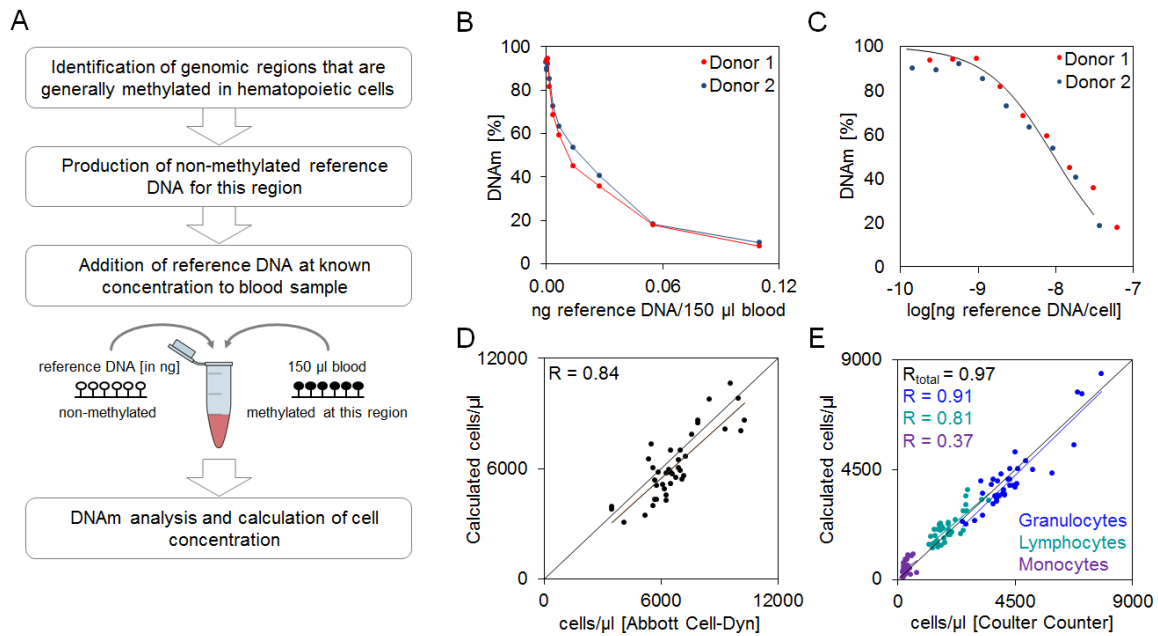 A
Identification of genomic regions that are
generally methylated in hematopoietic cells
Production of non-methylated reference
DNA for this region
Addition of reference DNA at known
concentration to blood sample
reference DNA [in ng]
non-methylated
150 µl blood
methylated at this region
DNAm analysis and calculation of cell
concentration
B
DNAm [%]
100
80
60
40
20
0
0.00
0.06
0.12
ng reference DNA/150 µl blood
Donor 1
Donor 2
C
DNAm [%]
100
80
60
40
20
0
-10
-9
-8
-7
log[ng reference DNA/cell]
Donor 1
Donor 2
D
Calculated cells/µl
12000
6000
0
0
6000
12000
cells/µl [Abbott Cell-Dyn]
R = 0.84
E
Calculated cells/µl
9000
4500
0
0
4500
9000
cells/µl [Coulter Counter]
Rtotal = 0.97
R = 0.91
R = 0.81
R = 0.37
Granulocytes
Lymphocytes
Monocytes